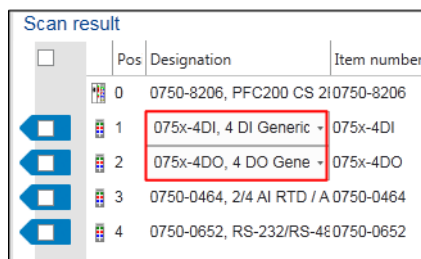 Scan result
Pos Designation Item number
0 0750-8206, PFC200 CS 2 0750-8206
1 075x-4DI, 4 DI Generic 075x-4DI
2 075x-4DO, 4 DO Gene 075x-4DO
3 0750-0464, 2/4 AI RTD / A 0750-0464
4 0750-0652, RS-232/RS-48 0750-0652